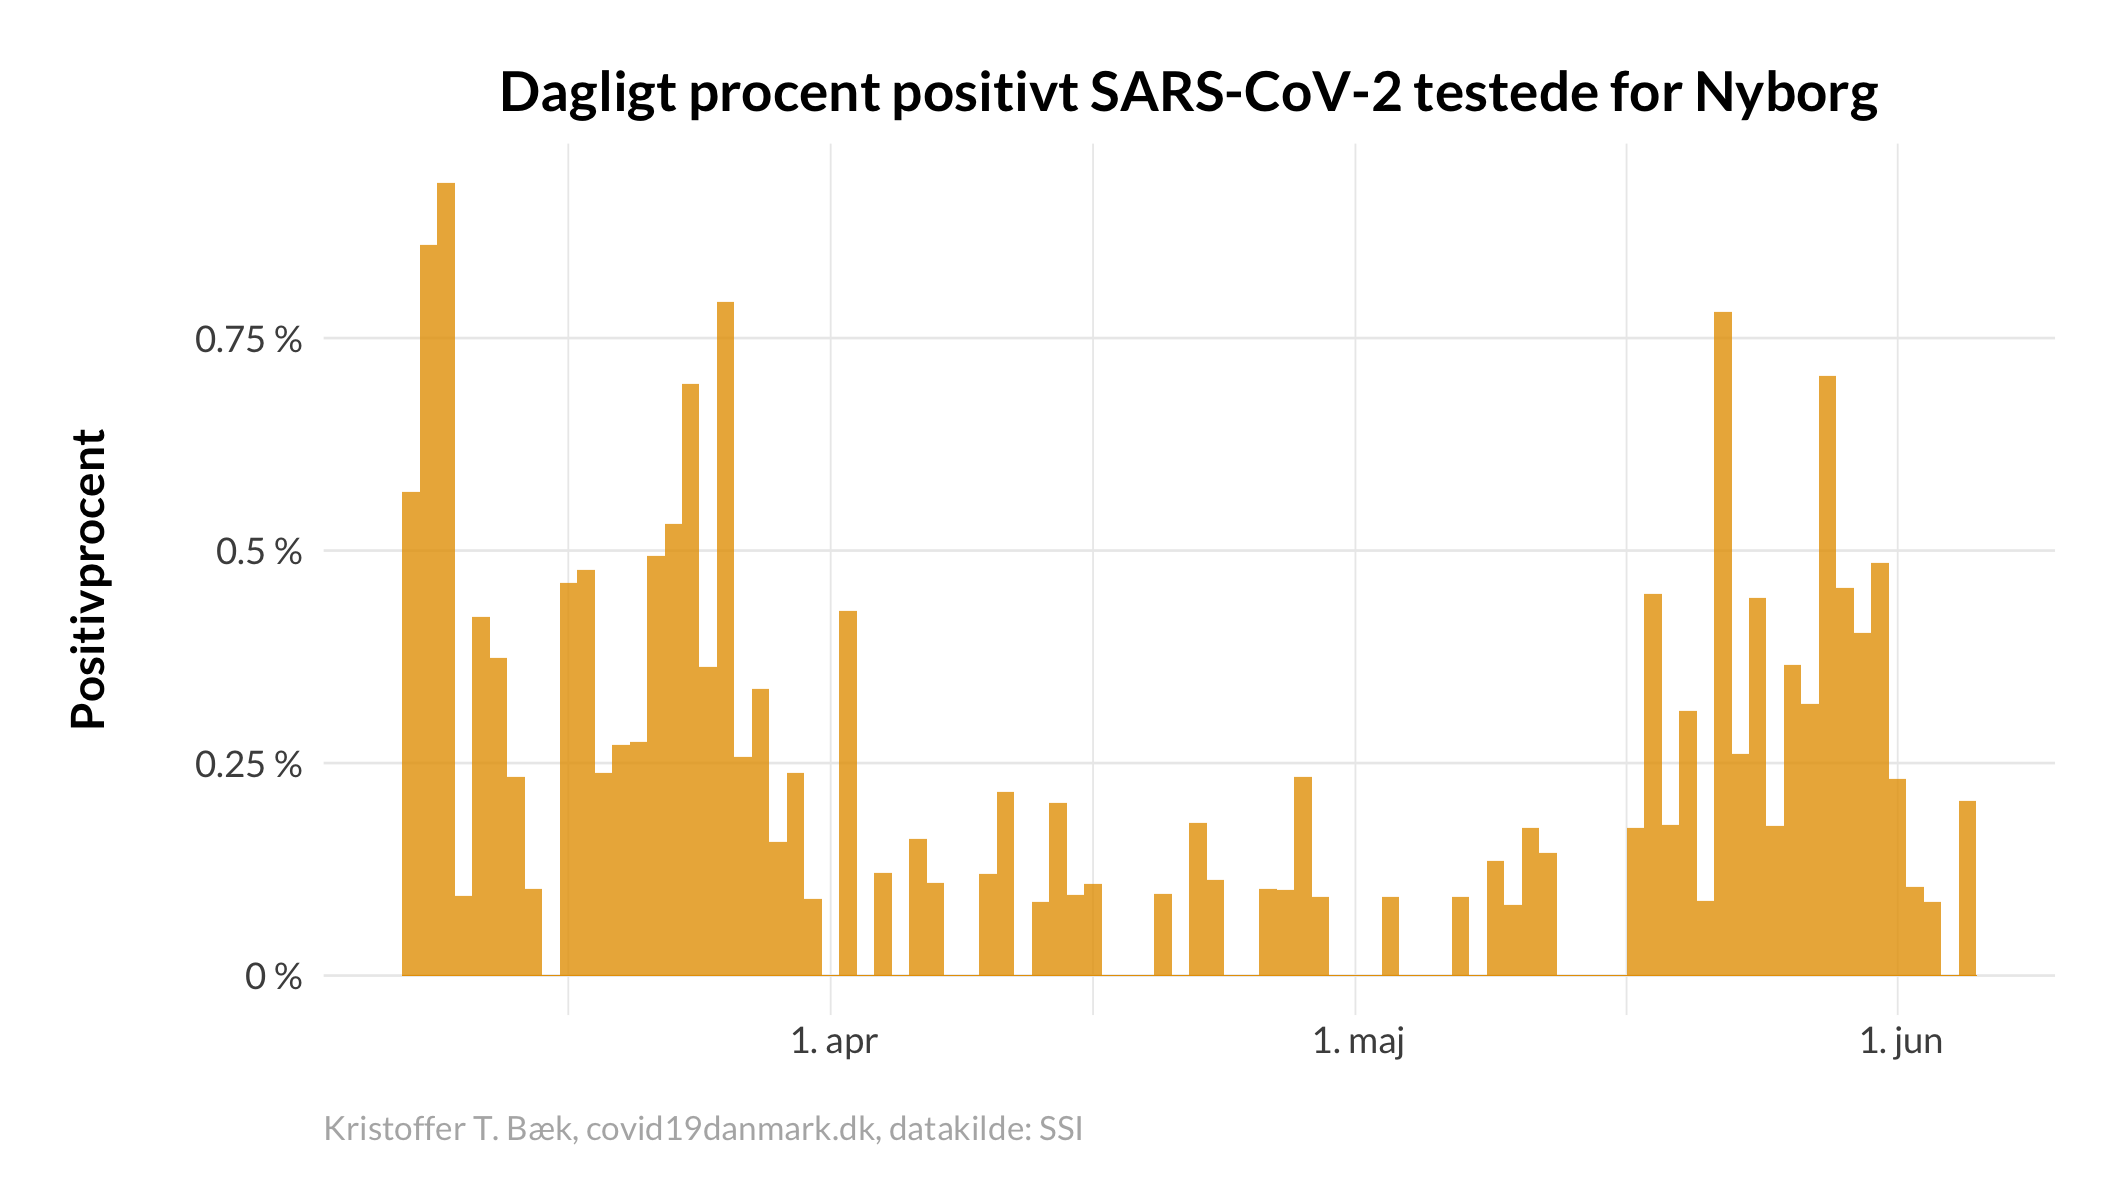 Dagligt procent positivt SARS-CoV-2 testede for Nyborg
Positivprocent
0.75 %
0.5 %
0.25 %
0 %
1. apr
1. maj
1. jun
Kristoffer T. Bæk, covid19danmark.dk, datakilde: SSI